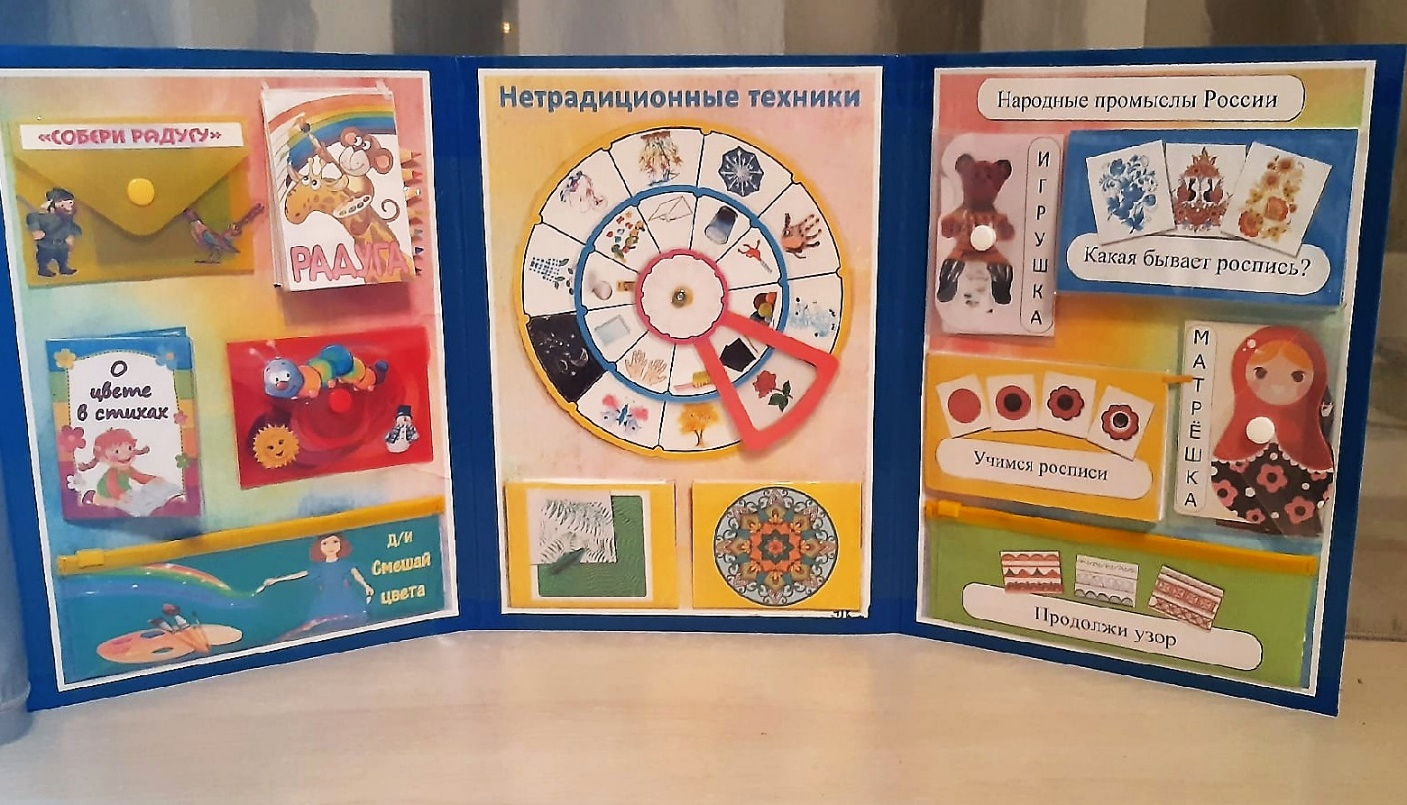 «СОБЕРИ РАДУГУ»
РАДУГА
О
цвете
в стихах
Д/И
Смешай
цвета
Нетрадиционные техники
Народные промыслы России
ИГРУШКА
Какая бывает роспись?
Учимся росписи
МАТРЁШКА
Продолжи узор